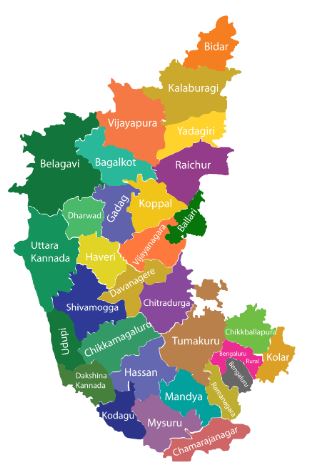 Bidar
Kalaburagi
Vijayapura
Yadagiri
Belagavi
Bagalkot
Raichur
Gadag
Koppal
Dharwad
Ballari
Uttara
Kannada
Haveri
Vijayanagara
Davanagere
Shivamogga
Chitradurga
Udupi
Chikkamagaluru
Tumakuru
Chikkballapura
Bengaluru
Rural
Kolar
Bengaluru
Dakshina
Kannada
Hassan
Mandya
Ramanagara
Kodagu
Mysuru
Chamarajanagar